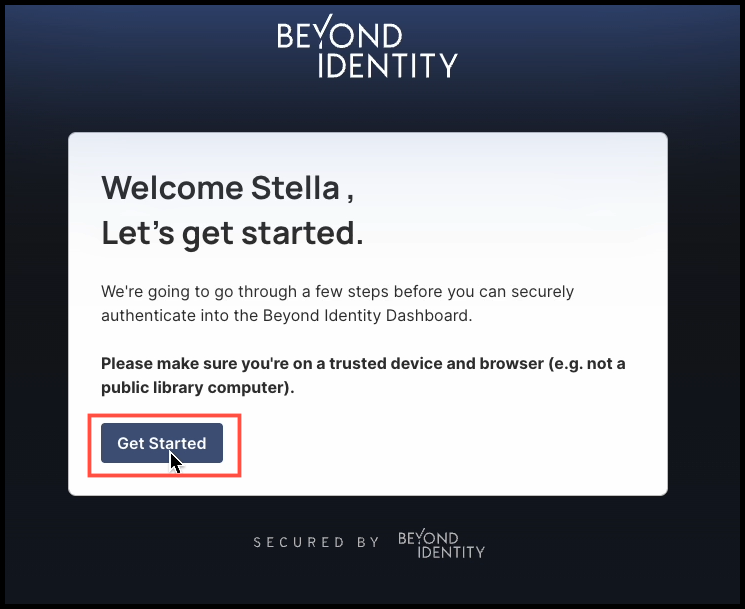 BEYOND
IDENTITY
Welcome Stella ,
Let's get started.
We're going to go through a few steps before you can securely
authenticate into the Beyond Identity Dashboard.
Please make sure you're on a trusted device and browser (e.g. not a
public library computer).
Get Started
SECURED BY BEYOND
IDENTITY